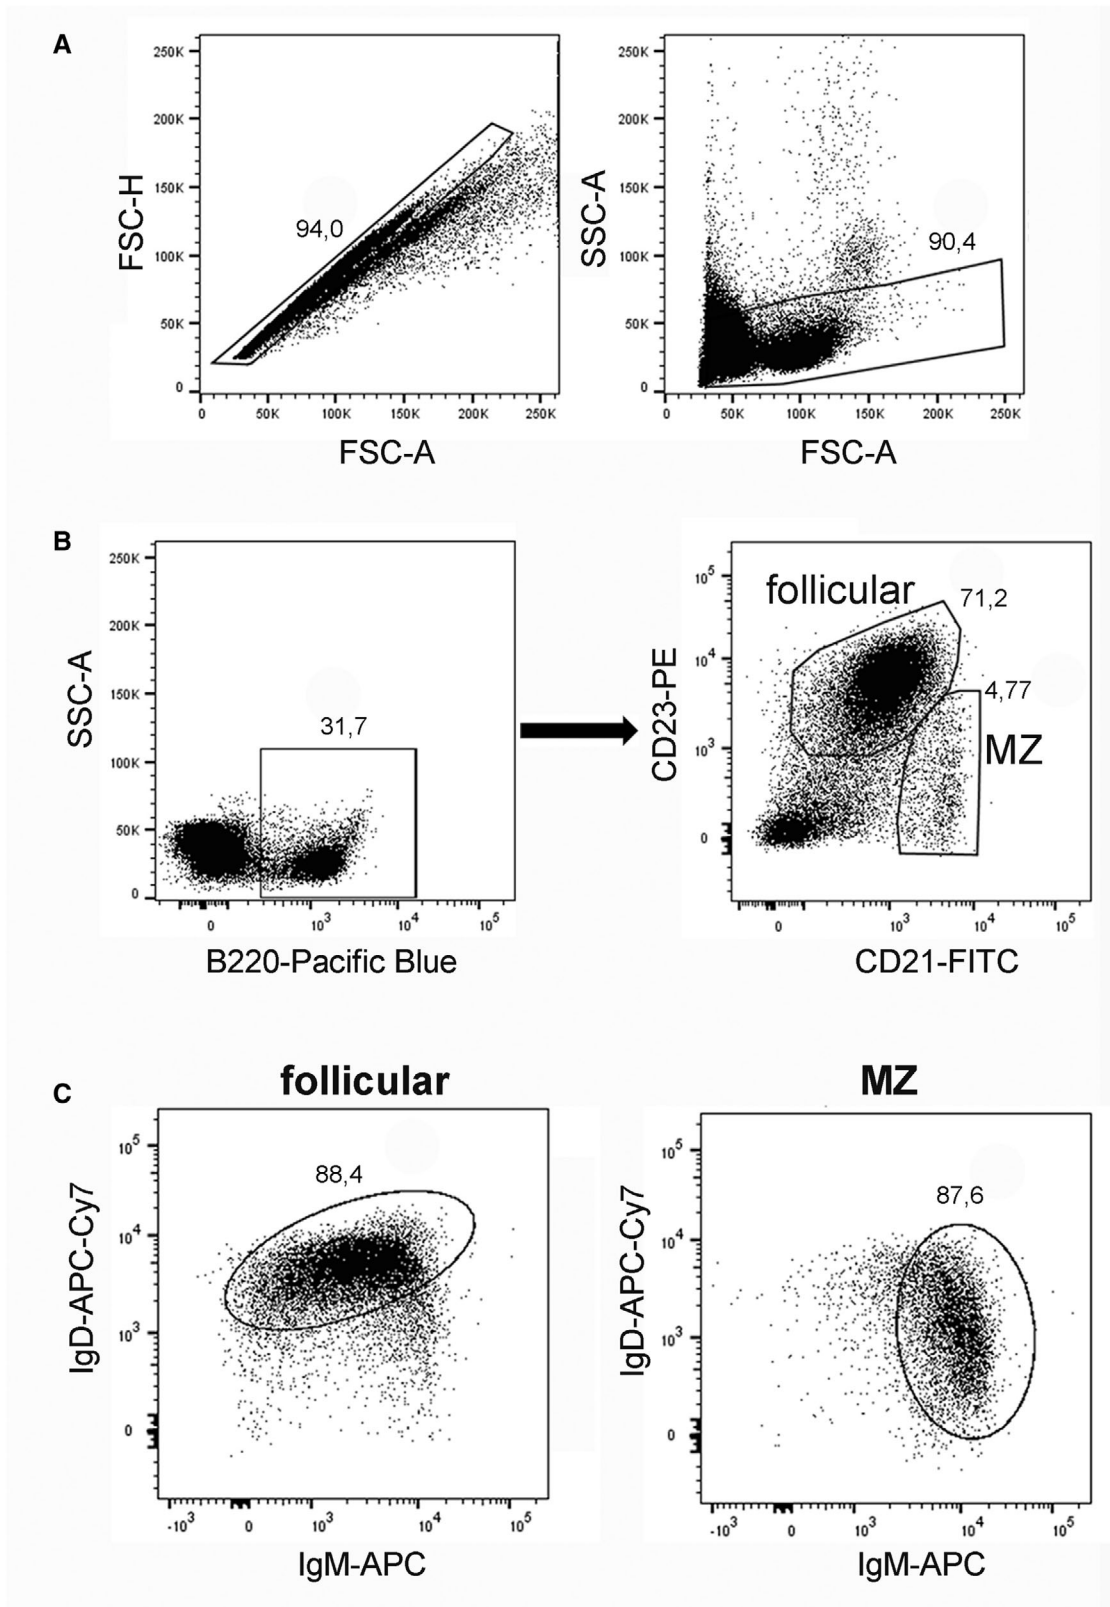 A
FSC-H
250K
200K
150K
100K
50K
0
94,0
0 50K 100K 150K 200K 250K
FSC-A
SSC-A
250K
200K
150K
100K
50K
0
90,4
0 50K 100K 150K 200K 250K
FSC-A
B
SSC-A
250K
200K
150K
100K
50K
0
31,7
0 10³ 10⁴ 10⁵
B220-Pacific Blue
CD23-PE
10⁵
10⁴
10³
0
follicular
71,2
4,77
MZ
0 10³ 10⁴ 10⁵
CD21-FITC
C
follicular
IgD-APC-Cy7
10⁵
10⁴
10³
0
88,4
-10³ 0 10³ 10⁴ 10⁵
IgM-APC
MZ
IgD-APC-Cy7
10⁵
10⁴
10³
0
87,6
-10³ 0 10³ 10⁴ 10⁵
IgM-APC